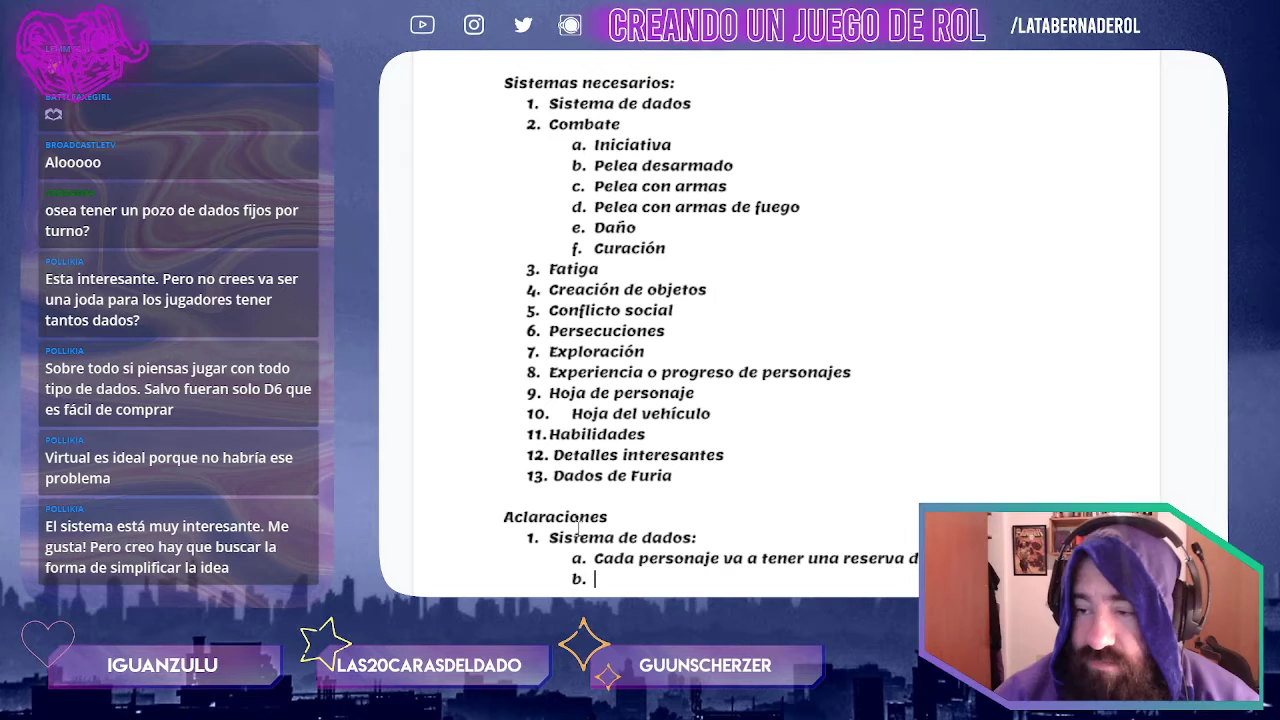 CREANDO UN JUEGO DE ROL
/LATABERNADEROL
BATTLEAXEGIRL
BROADCASTLETV
Alooooo
osea tener un pozo de dados fijos por
turno?
POLLIKIA
Esta interesante. Pero no crees va ser
una joda para los jugadores tener
tantos dados?
POLLIKIA
Sobre todo si piensas jugar con todo
tipo de dados. Salvo fueran solo D6 que
es fácil de comprar
POLLIKIA
Virtual es ideal porque no habría ese
problema
POLLIKIA
El sistema está muy interesante. Me
gusta! Pero creo hay que buscar la
forma de simplificar la idea
Sistemas necesarios:
1. Sistema de dados
2. Combate
a. Iniciativa
b. Pelea desarmado
c. Pelea con armas
d. Pelea con armas de fuego
e. Daño
f. Curación
3. Fatiga
4. Creación de objetos
5. Conflicto social
6. Persecuciones
7. Exploración
8. Experiencia o progreso de personajes
9. Hoja de personaje
10. Hoja del vehículo
11. Habilidades
12. Detalles interesantes
13. Dados de Furia
Aclaraciones
1. Sistema de dados:
a. Cada personaje va a tener una reserva d
b.
IGUANZULU
LAS20CARASDELDADO
GUUNSCHERZER